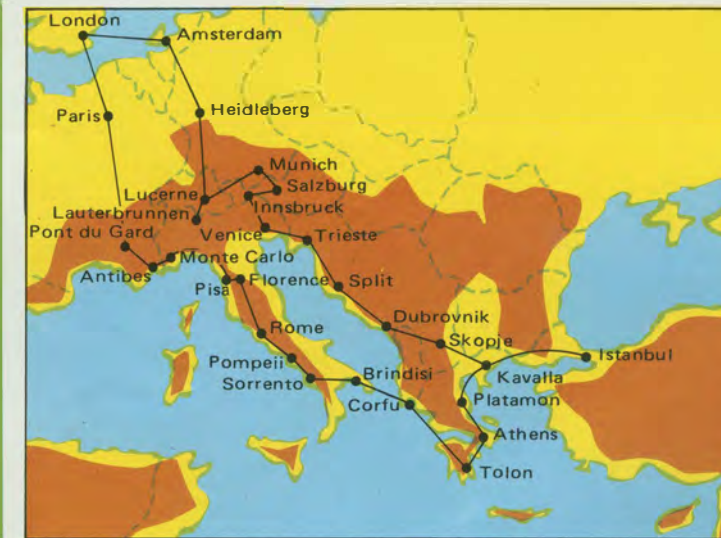 London
Amsterdam
Paris
Heidleberg
Munich
Lucerne
Salzburg
Lauterbrunnen
Innsbruck
Pont du Gard
Venice
Trieste
Monte Carlo
Antibes
Pisa
Florence
Split
Rome
Dubrovnik
Skopje
Pompeii
Istanbul
Sorrento
Brindisi
Kavalla
Corfu
Platamon
Athens
Tolon